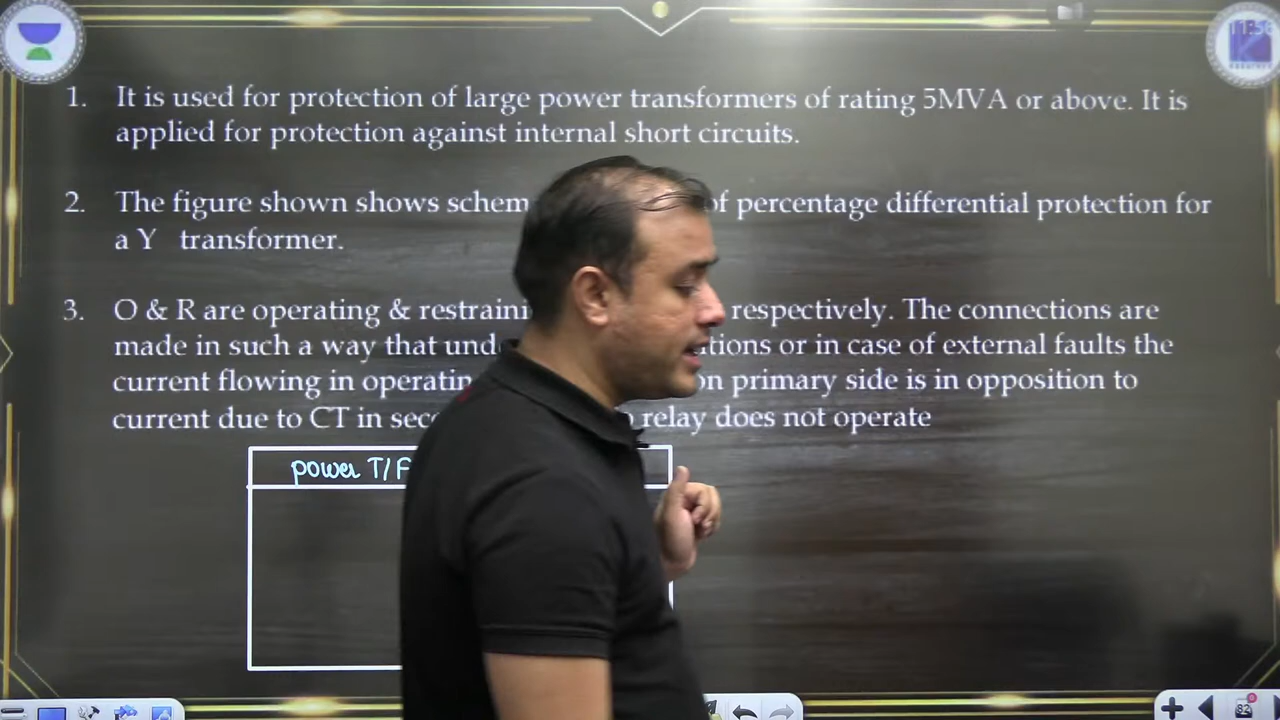 1. It is used for protection of large power transformers of rating 5MVA or above. It is
applied for protection against internal short circuits.
2. The figure shown shows schem of percentage differential protection for
a Y transformer.
3. O & R are operating & restraini respectively. The connections are
made in such a way that und tions or in case of external faults the
current flowing in operatin on primary side is in opposition to
current due to CT in sec relay does not operate
power T/F
11:56
82